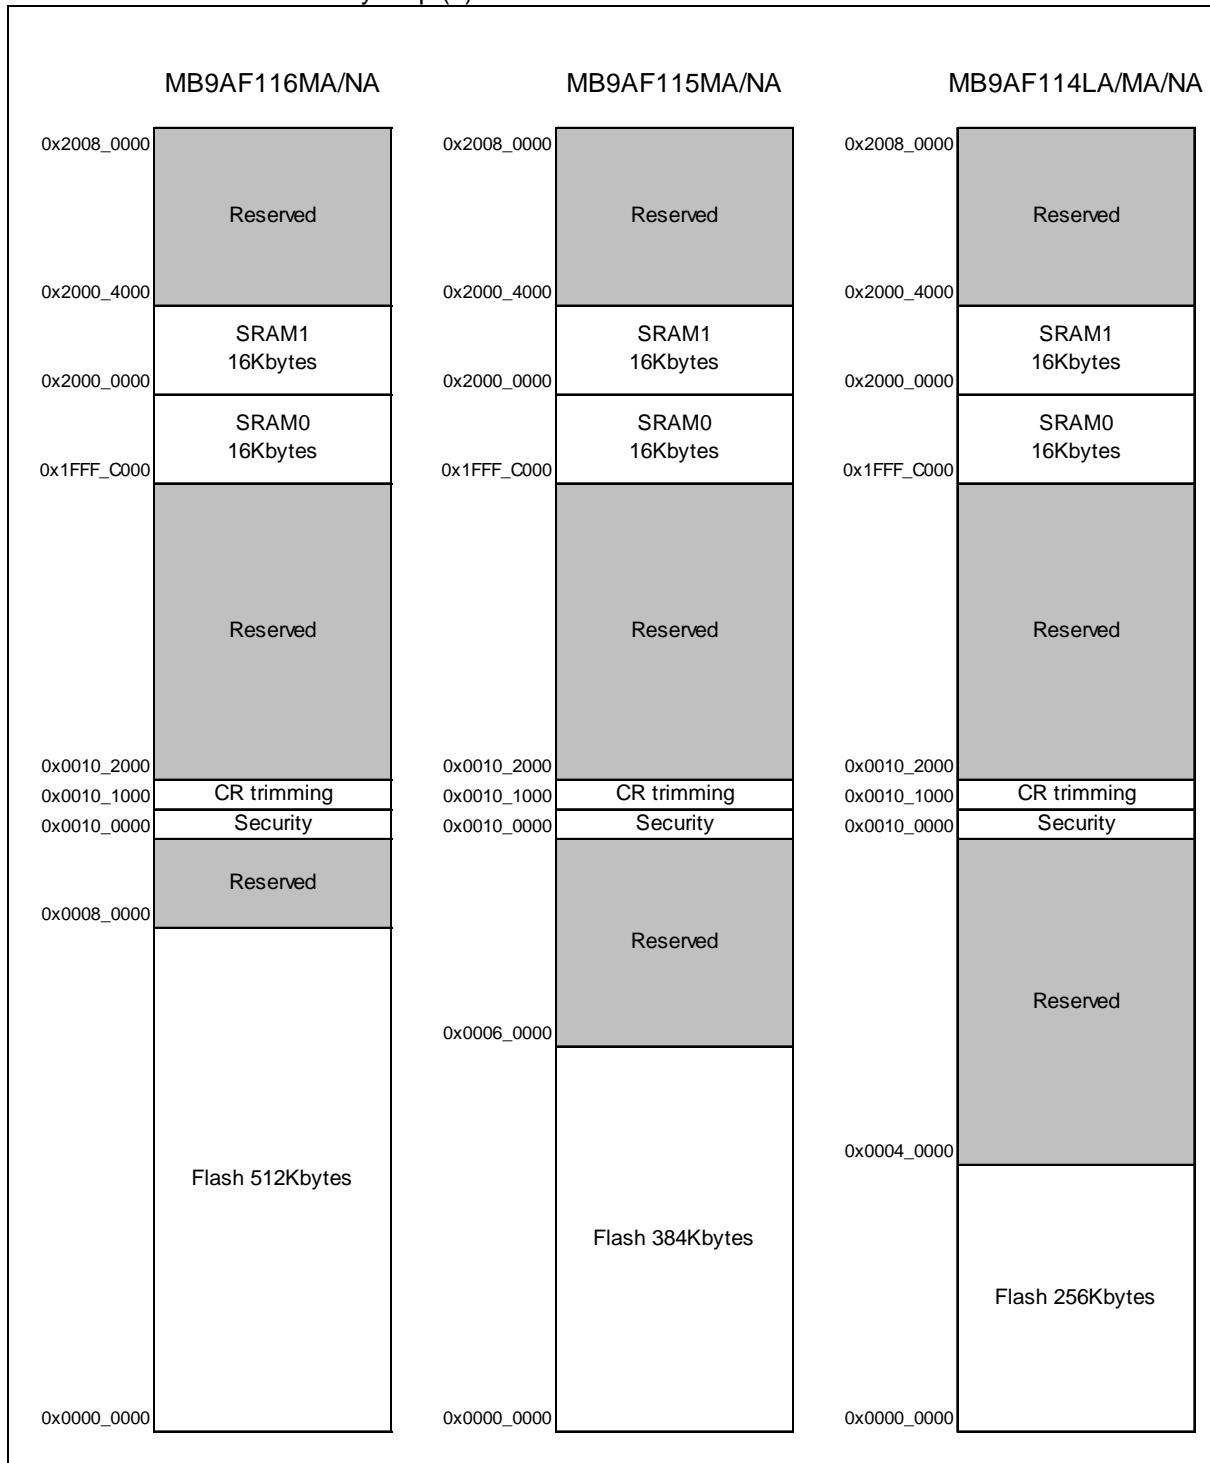 MB9AF116MA/NA
0x2008_0000
Reserved
0x2000_4000
SRAM1
16Kbytes
0x2000_0000
SRAM0
16Kbytes
0x1FFF_C000
Reserved
0x0010_2000
CR trimming
0x0010_1000
Security
0x0010_0000
Reserved
0x0008_0000
Flash 512Kbytes
0x0000_0000
MB9AF115MA/NA
0x2008_0000
Reserved
0x2000_4000
SRAM1
16Kbytes
0x2000_0000
SRAM0
16Kbytes
0x1FFF_C000
Reserved
0x0010_2000
CR trimming
0x0010_1000
Security
0x0010_0000
Reserved
0x0006_0000
Flash 384Kbytes
0x0000_0000
MB9AF114LA/MA/NA
0x2008_0000
Reserved
0x2000_4000
SRAM1
16Kbytes
0x2000_0000
SRAM0
16Kbytes
0x1FFF_C000
Reserved
0x0010_2000
CR trimming
0x0010_1000
Security
0x0010_0000
Reserved
0x0004_0000
Flash 256Kbytes
0x0000_0000